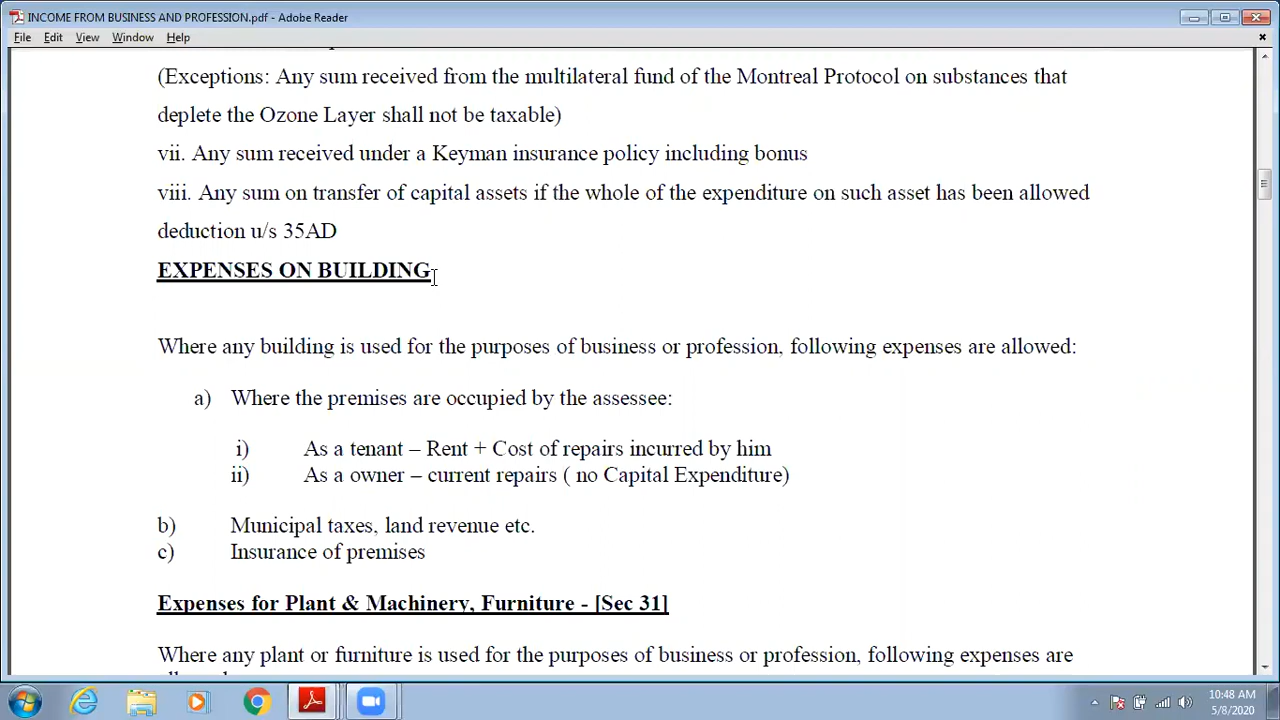 INCOME FROM BUSINESS AND PROFESSION.pdf - Adobe Reader
File Edit View Window Help
(Exceptions: Any sum received from the multilateral fund of the Montreal Protocol on substances that
deplete the Ozone Layer shall not be taxable)
vii. Any sum received under a Keyman insurance policy including bonus
viii. Any sum on transfer of capital assets if the whole of the expenditure on such asset has been allowed
deduction u/s 35AD
EXPENSES ON BUILDING
Where any building is used for the purposes of business or profession, following expenses are allowed:
a) Where the premises are occupied by the assessee:
i) As a tenant – Rent + Cost of repairs incurred by him
ii) As a owner – current repairs ( no Capital Expenditure)
b) Municipal taxes, land revenue etc.
c) Insurance of premises
Expenses for Plant & Machinery, Furniture - [Sec 31]
Where any plant or furniture is used for the purposes of business or profession, following expenses are
10:48 AM
5/8/2020